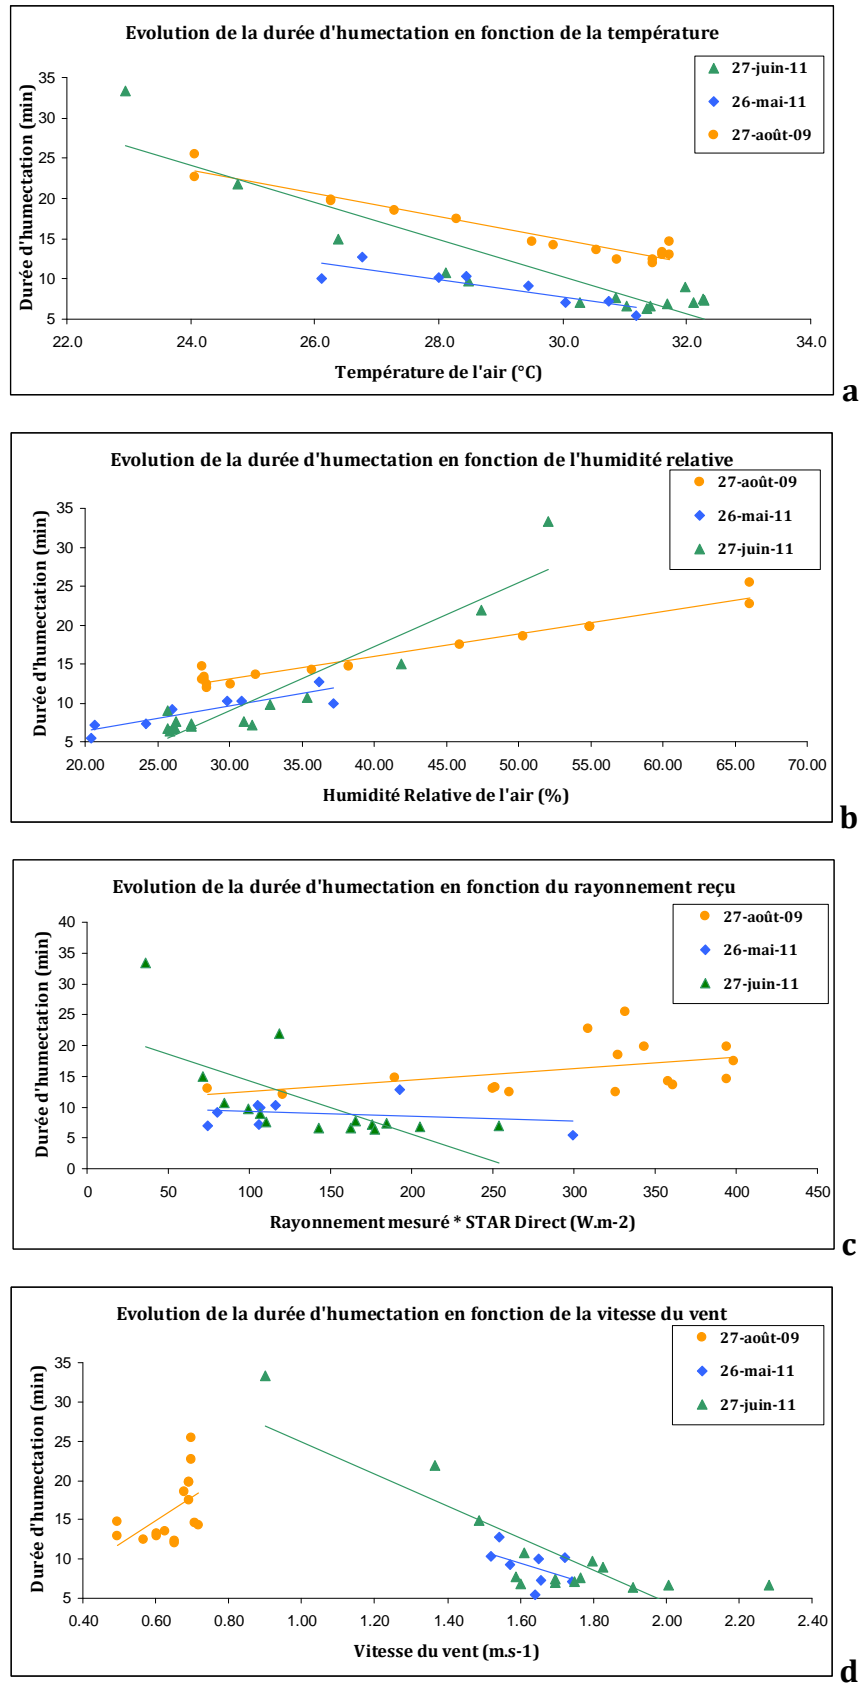 Evolution de la durée d'humectation en fonction de la température
27-juin-11
26-mai-11
27-août-09
Durée d'humectation (min)
35
30
25
20
15
10
5
22.0 24.0 26.0 28.0 30.0 32.0 34.0
Température de l'air (°C)
a
Evolution de la durée d'humectation en fonction de l'humidité relative
27-août-09
26-mai-11
27-juin-11
Durée d'humectation (min)
35
30
25
20
15
10
5
20.00 25.00 30.00 35.00 40.00 45.00 50.00 55.00 60.00 65.00 70.00
Humidité Relative de l'air (%)
b
Evolution de la durée d'humectation en fonction du rayonnement reçu
27-août-09
26-mai-11
27-juin-11
Durée d'humectation (min)
40
35
30
25
20
15
10
5
0
0 50 100 150 200 250 300 350 400 450
Rayonnement mesuré * STAR Direct (W.m-2)
c
Evolution de la durée d'humectation en fonction de la vitesse du vent
27-août-09
26-mai-11
27-juin-11
Durée d'humectation (min)
35
30
25
20
15
10
5
0.40 0.60 0.80 1.00 1.20 1.40 1.60 1.80 2.00 2.20 2.40
Vitesse du vent (m.s-1)
d